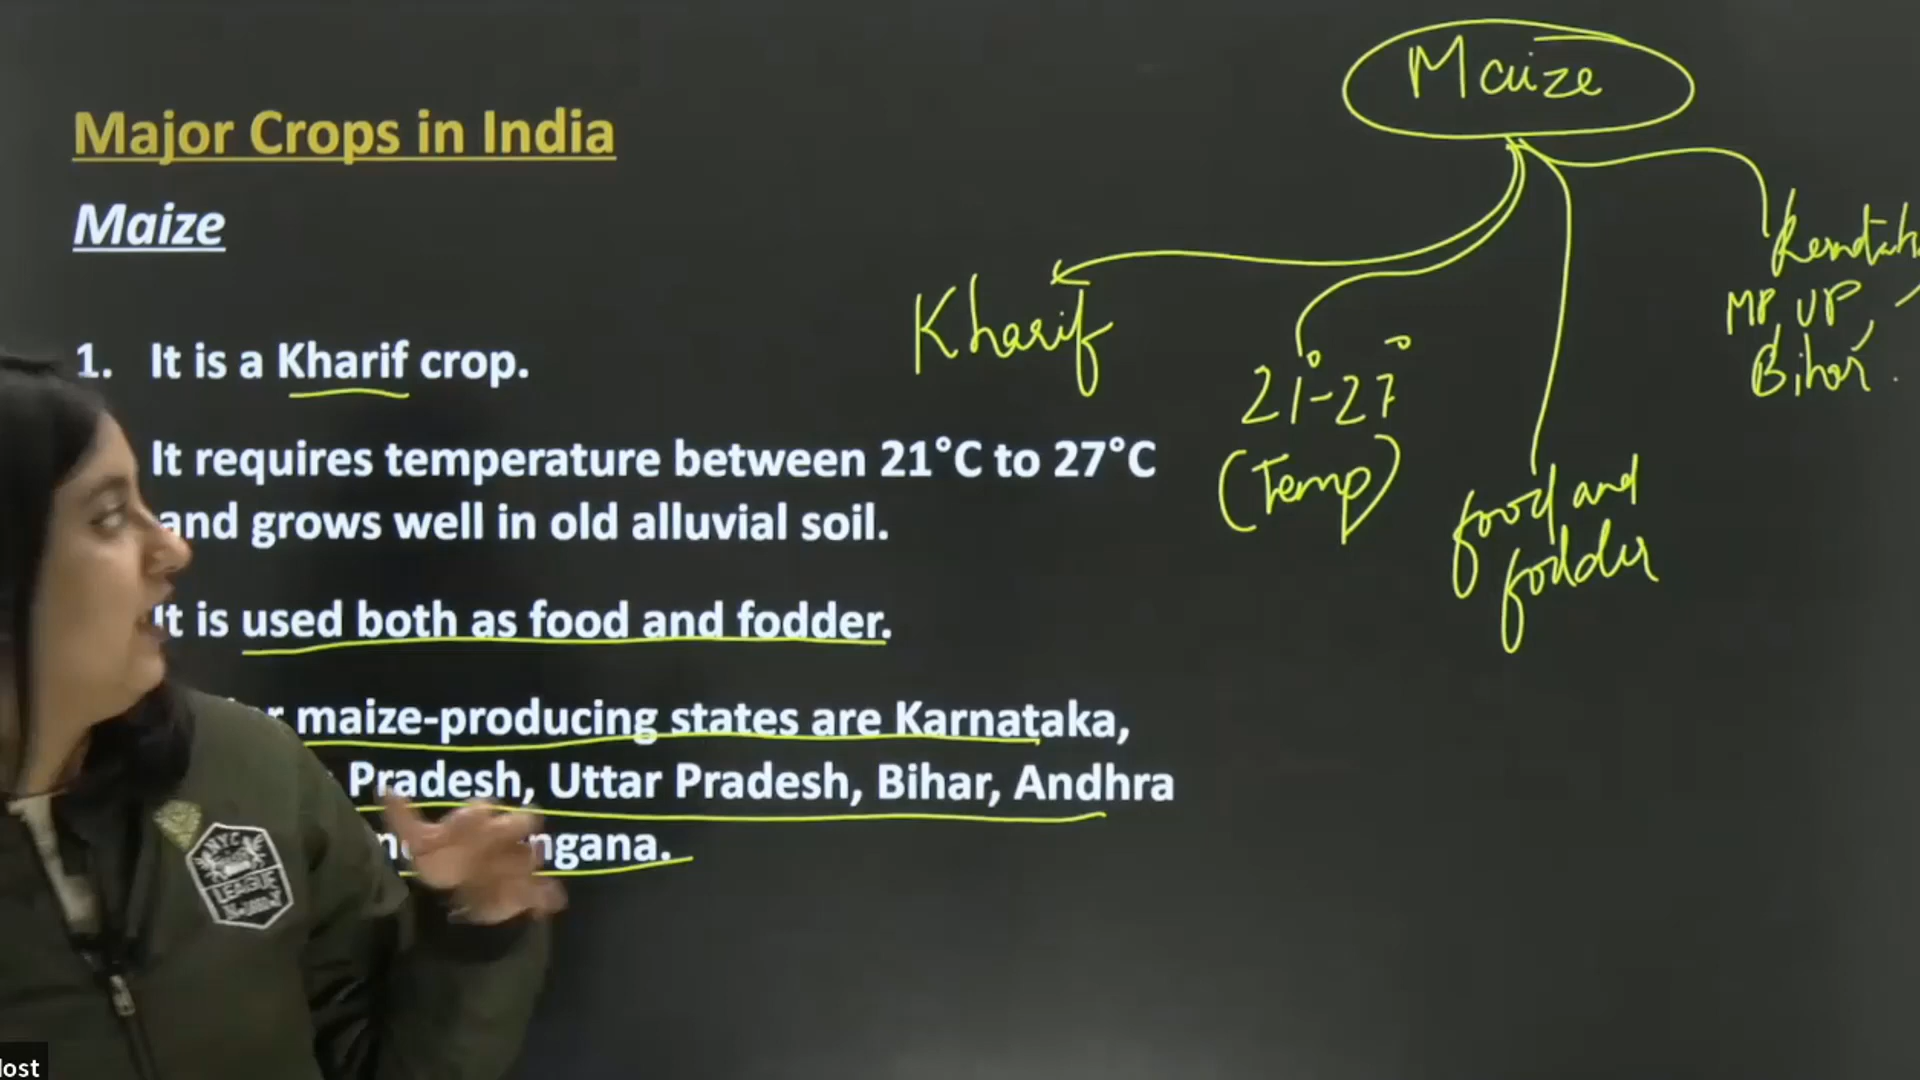 Major Crops in India
Maize
1. It is a Kharif crop.
It requires temperature between 21°C to 27°C
and grows well in old alluvial soil.
It is used both as food and fodder.
maize-producing states are Karnataka,
Pradesh, Uttar Pradesh, Bihar, Andhra
ngana.
Maize
Kharif
21°-27°
(Temp)
food and
fodder
MP, UP,
Bihar.
NYC
LEAGUE